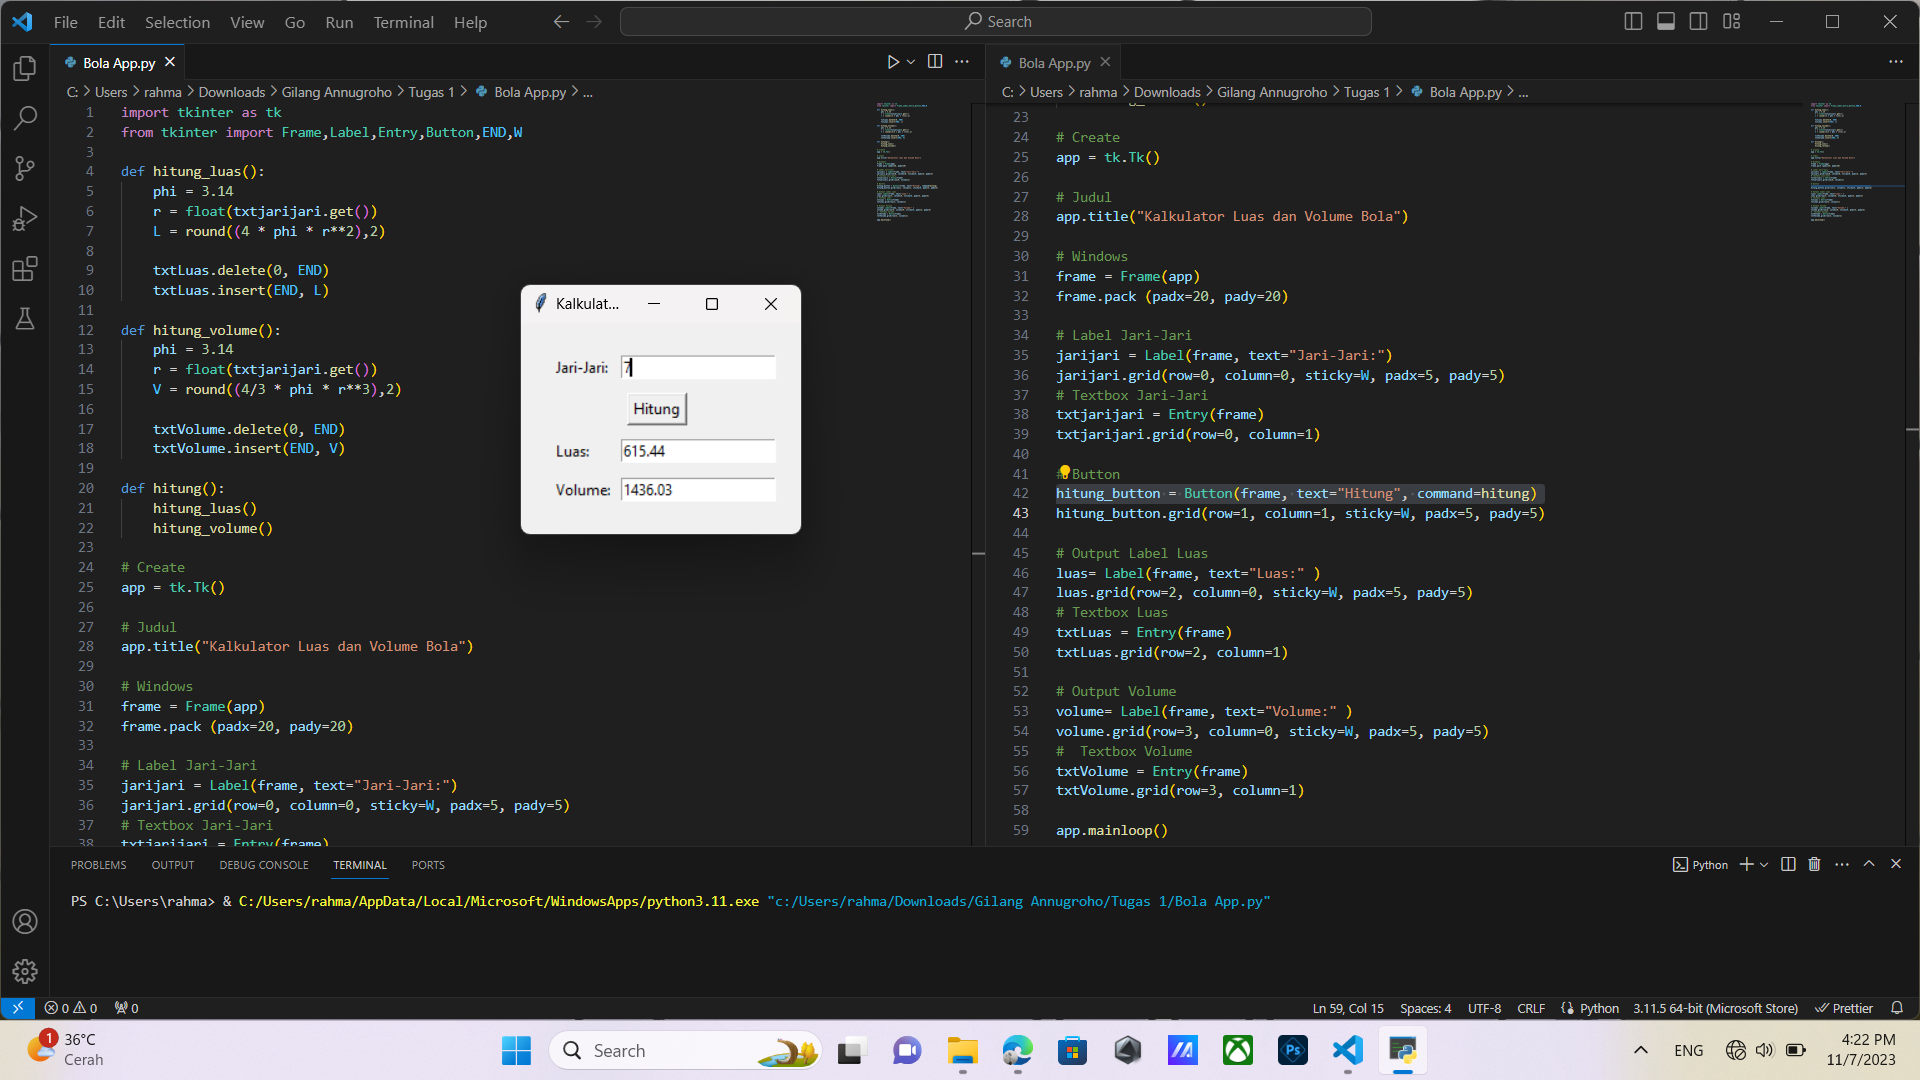 File Edit Selection View Go Run Terminal Help
Search
Bola App.py
C: > Users > rahma > Downloads > Gilang Annugroho > Tugas 1 > Bola App.py > ...
1 import tkinter as tk
2 from tkinter import Frame,Label,Entry,Button,END,W
3
4 def hitung_luas():
5     phi = 3.14
6     r = float(txtjarijari.get())
7     L = round((4 * phi * r**2),2)
8
9     txtLuas.delete(0, END)
10     txtLuas.insert(END, L)
11
12 def hitung_volume():
13     phi = 3.14
14     r = float(txtjarijari.get())
15     V = round((4/3 * phi * r**3),2)
16
17     txtVolume.delete(0, END)
18     txtVolume.insert(END, V)
19
20 def hitung():
21     hitung_luas()
22     hitung_volume()
23
24 # Create
25 app = tk.Tk()
26
27 # Judul
28 app.title("Kalkulator Luas dan Volume Bola")
29
30 # Windows
31 frame = Frame(app)
32 frame.pack (padx=20, pady=20)
33
34 # Label Jari-Jari
35 jarijari = Label(frame, text="Jari-Jari:")
36 jarijari.grid(row=0, column=0, sticky=W, padx=5, pady=5)
37 # Textbox Jari-Jari
38 txtjarijari = Entry(frame)
Kalkulat...
Jari-Jari: 7
Hitung
Luas: 615.44
Volume: 1436.03
Bola App.py
C: > Users > rahma > Downloads > Gilang Annugroho > Tugas 1 > Bola App.py > ...
23
24 # Create
25 app = tk.Tk()
26
27 # Judul
28 app.title("Kalkulator Luas dan Volume Bola")
29
30 # Windows
31 frame = Frame(app)
32 frame.pack (padx=20, pady=20)
33
34 # Label Jari-Jari
35 jarijari = Label(frame, text="Jari-Jari:")
36 jarijari.grid(row=0, column=0, sticky=W, padx=5, pady=5)
37 # Textbox Jari-Jari
38 txtjarijari = Entry(frame)
39 txtjarijari.grid(row=0, column=1)
40
41 # Button
42 hitung_button = Button(frame, text="Hitung", command=hitung)
43 hitung_button.grid(row=1, column=1, sticky=W, padx=5, pady=5)
44
45 # Output Label Luas
46 luas= Label(frame, text="Luas:" )
47 luas.grid(row=2, column=0, sticky=W, padx=5, pady=5)
48 # Textbox Luas
49 txtLuas = Entry(frame)
50 txtLuas.grid(row=2, column=1)
51
52 # Output Volume
53 volume= Label(frame, text="Volume:" )
54 volume.grid(row=3, column=0, sticky=W, padx=5, pady=5)
55 #  Textbox Volume
56 txtVolume = Entry(frame)
57 txtVolume.grid(row=3, column=1)
58
59 app.mainloop()
PROBLEMS OUTPUT DEBUG CONSOLE TERMINAL PORTS
Python
PS C:\Users\rahma> & C:/Users/rahma/AppData/Local/Microsoft/WindowsApps/python3.11.exe "c:/Users/rahma/Downloads/Gilang Annugroho/Tugas 1/Bola App.py"
0 0 0
Ln 59, Col 15 Spaces: 4 UTF-8 CRLF Python 3.11.5 64-bit (Microsoft Store) Prettier
1
36°C
Cerah
Search
Ps
ENG
4:22 PM
11/7/2023